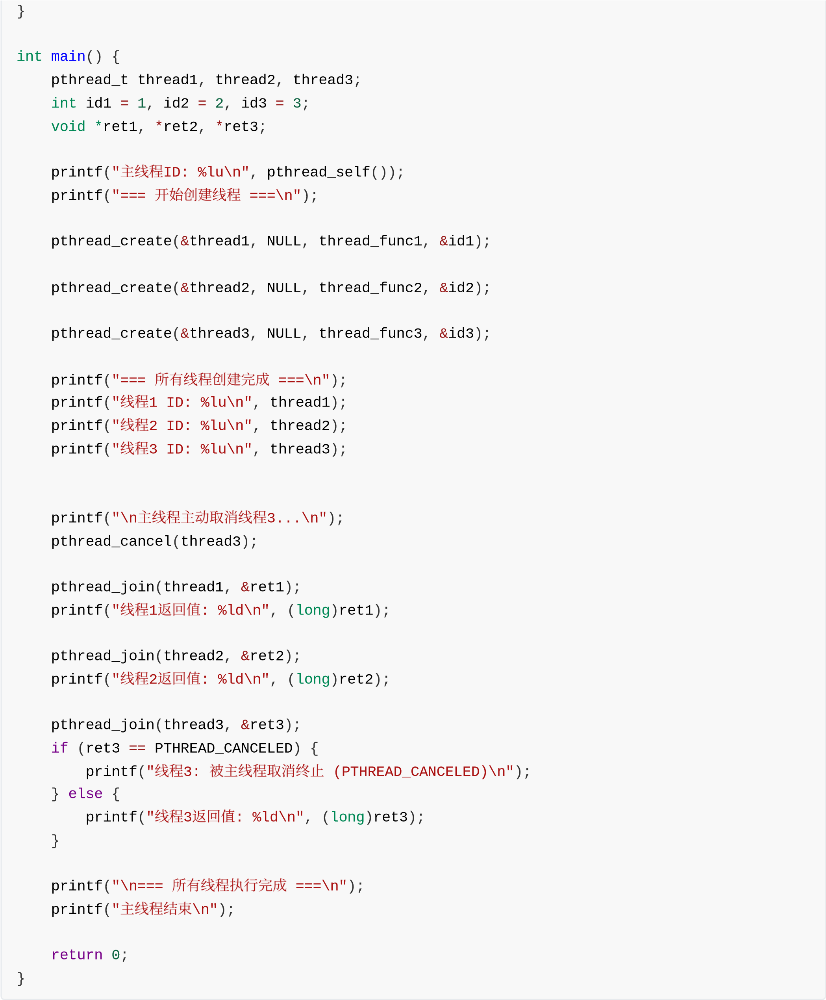 }
int main() {
    pthread_t thread1, thread2, thread3;
    int id1 = 1, id2 = 2, id3 = 3;
    void *ret1, *ret2, *ret3;
    printf("主线程ID: %lu\n", pthread_self());
    printf("=== 开始创建线程 ===\n");
    pthread_create(&thread1, NULL, thread_func1, &id1);
    pthread_create(&thread2, NULL, thread_func2, &id2);
    pthread_create(&thread3, NULL, thread_func3, &id3);
    printf("=== 所有线程创建完成 ===\n");
    printf("线程1 ID: %lu\n", thread1);
    printf("线程2 ID: %lu\n", thread2);
    printf("线程3 ID: %lu\n", thread3);
    printf("\n主线程主动取消线程3...\n");
    pthread_cancel(thread3);
    pthread_join(thread1, &ret1);
    printf("线程1返回值: %ld\n", (long)ret1);
    pthread_join(thread2, &ret2);
    printf("线程2返回值: %ld\n", (long)ret2);
    pthread_join(thread3, &ret3);
    if (ret3 == PTHREAD_CANCELED) {
        printf("线程3: 被主线程取消终止 (PTHREAD_CANCELED)\n");
    } else {
        printf("线程3返回值: %ld\n", (long)ret3);
    }
    printf("\n=== 所有线程执行完成 ===\n");
    printf("主线程结束\n");
    return 0;
}